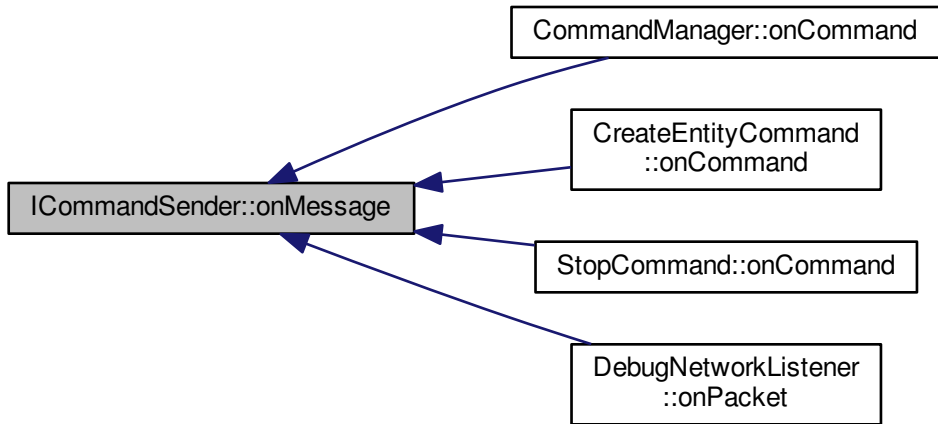 CommandManager::onCommand
CreateEntityCommand
::onCommand
ICommandSender::onMessage
StopCommand::onCommand
DebugNetworkListener
::onPacket